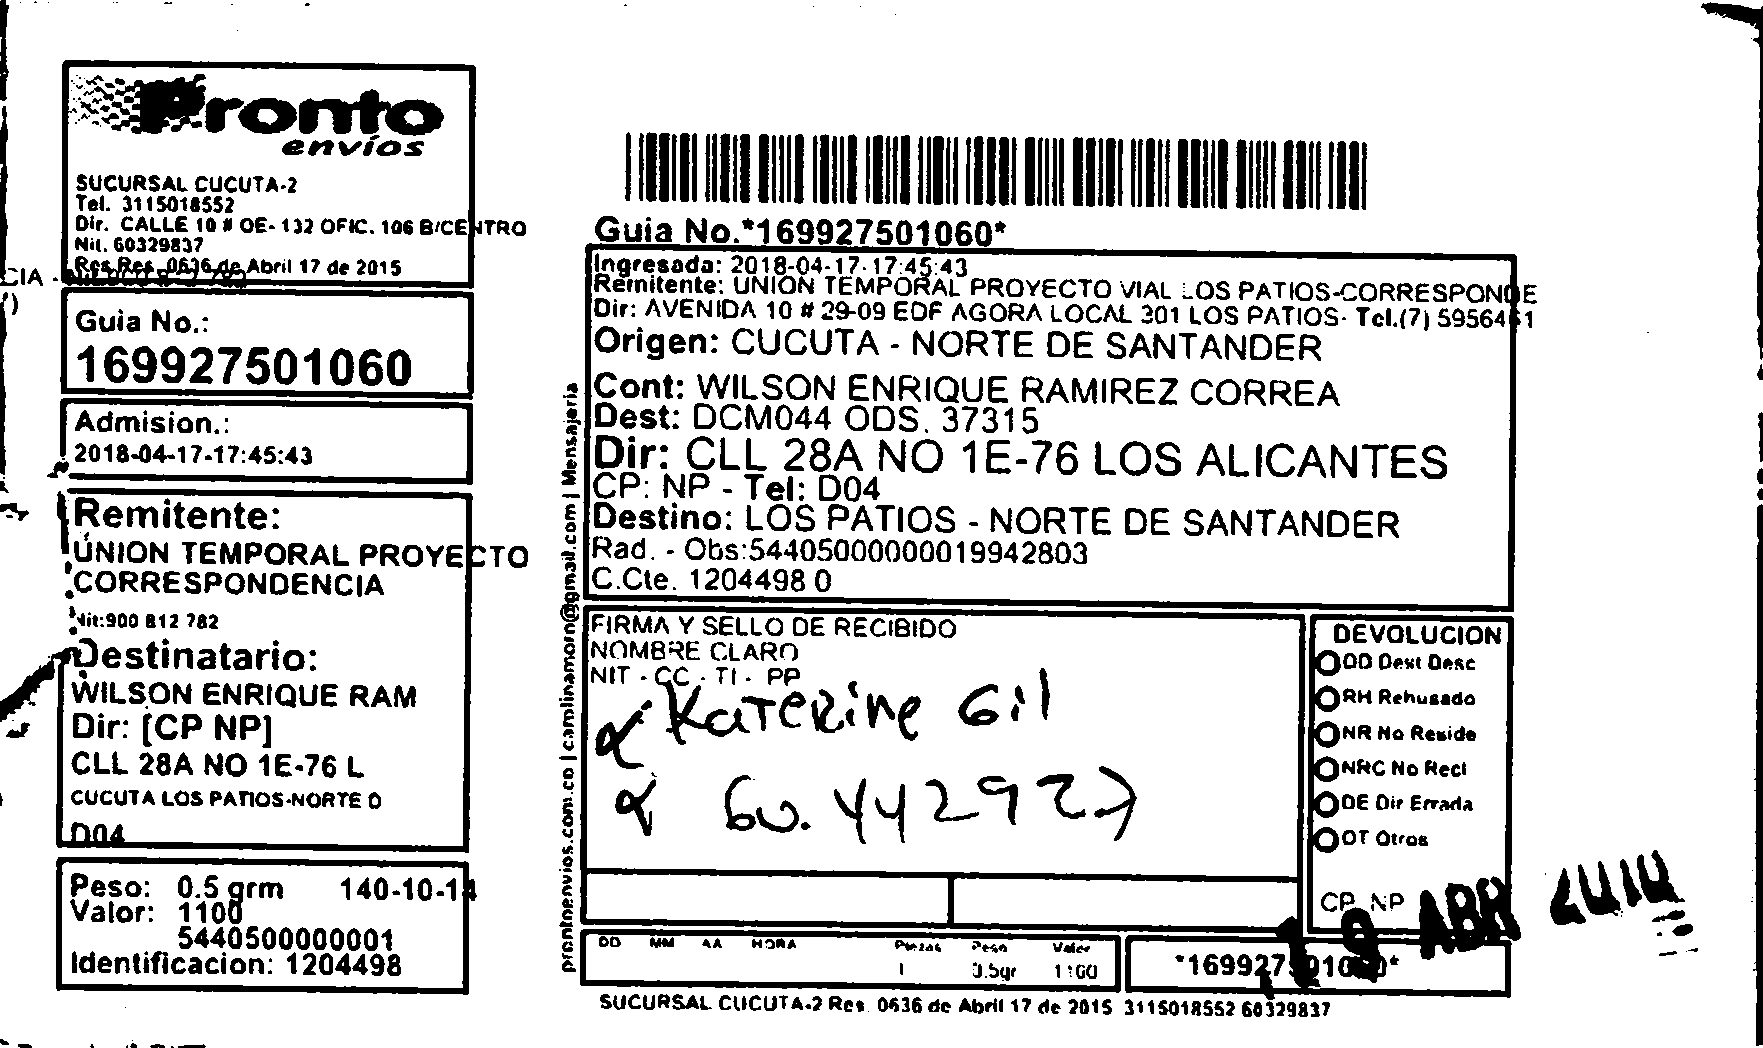 Pronto
envíos
SUCURSAL CUCUTA-2
Tel. 3115018552
Dir. CALLE 10 # OE-132 OFIC. 106 B/CENTRO
Nit. 60329837
Res Res 0636 de Abril 17 de 2015
Guia No.:
169927501060
Admision.:
2018-04-17-17:45:43
Remitente:
UNION TEMPORAL PROYECTO
CORRESPONDENCIA
Nit:900 812 782
Destinatario:
WILSON ENRIQUE RAM
Dir: [CP NP]
CLL 28A NO 1E-76 L
CUCUTA LOS PATIOS-NORTE D
D04
Peso: 0.5 grm 140-10-14
Valor: 1100
5440500000001
Identificacion: 1204498
prontoenvios.com.co | carolinamorn@gmail.com | Mensajeria
Guia No.*169927501060*
Ingresada: 2018-04-17-17:45:43
Remitente: UNION TEMPORAL PROYECTO VIAL LOS PATIOS-CORRESPONDE
Dir: AVENIDA 10 # 29-09 EDF AGORA LOCAL 301 LOS PATIOS- Tel.(7) 5956461
Origen: CUCUTA - NORTE DE SANTANDER
Cont: WILSON ENRIQUE RAMIREZ CORREA
Dest: DCM044 ODS. 37315
Dir: CLL 28A NO 1E-76 LOS ALICANTES
CP: NP - Tel: D04
Destino: LOS PATIOS - NORTE DE SANTANDER
Rad. - Obs:54405000000019942803
C.Cte. 1204498 0
FIRMA Y SELLO DE RECIBIDO
NOMBRE CLARO
NIT - CC - TI - PP
Katerine Gil
60.442927
DEVOLUCION
DD Dest Desc
RH Rehusado
NR No Reside
NRC No Recl
DE Dir Errada
OT Otros
CP NP
19 ABR
DD MM AA HORA Piezas Peso Valor
1 0.5gr 1100
*169927501060*
SUCURSAL CUCUTA-2 Res. 0636 de Abril 17 de 2015 3115018552 60329837